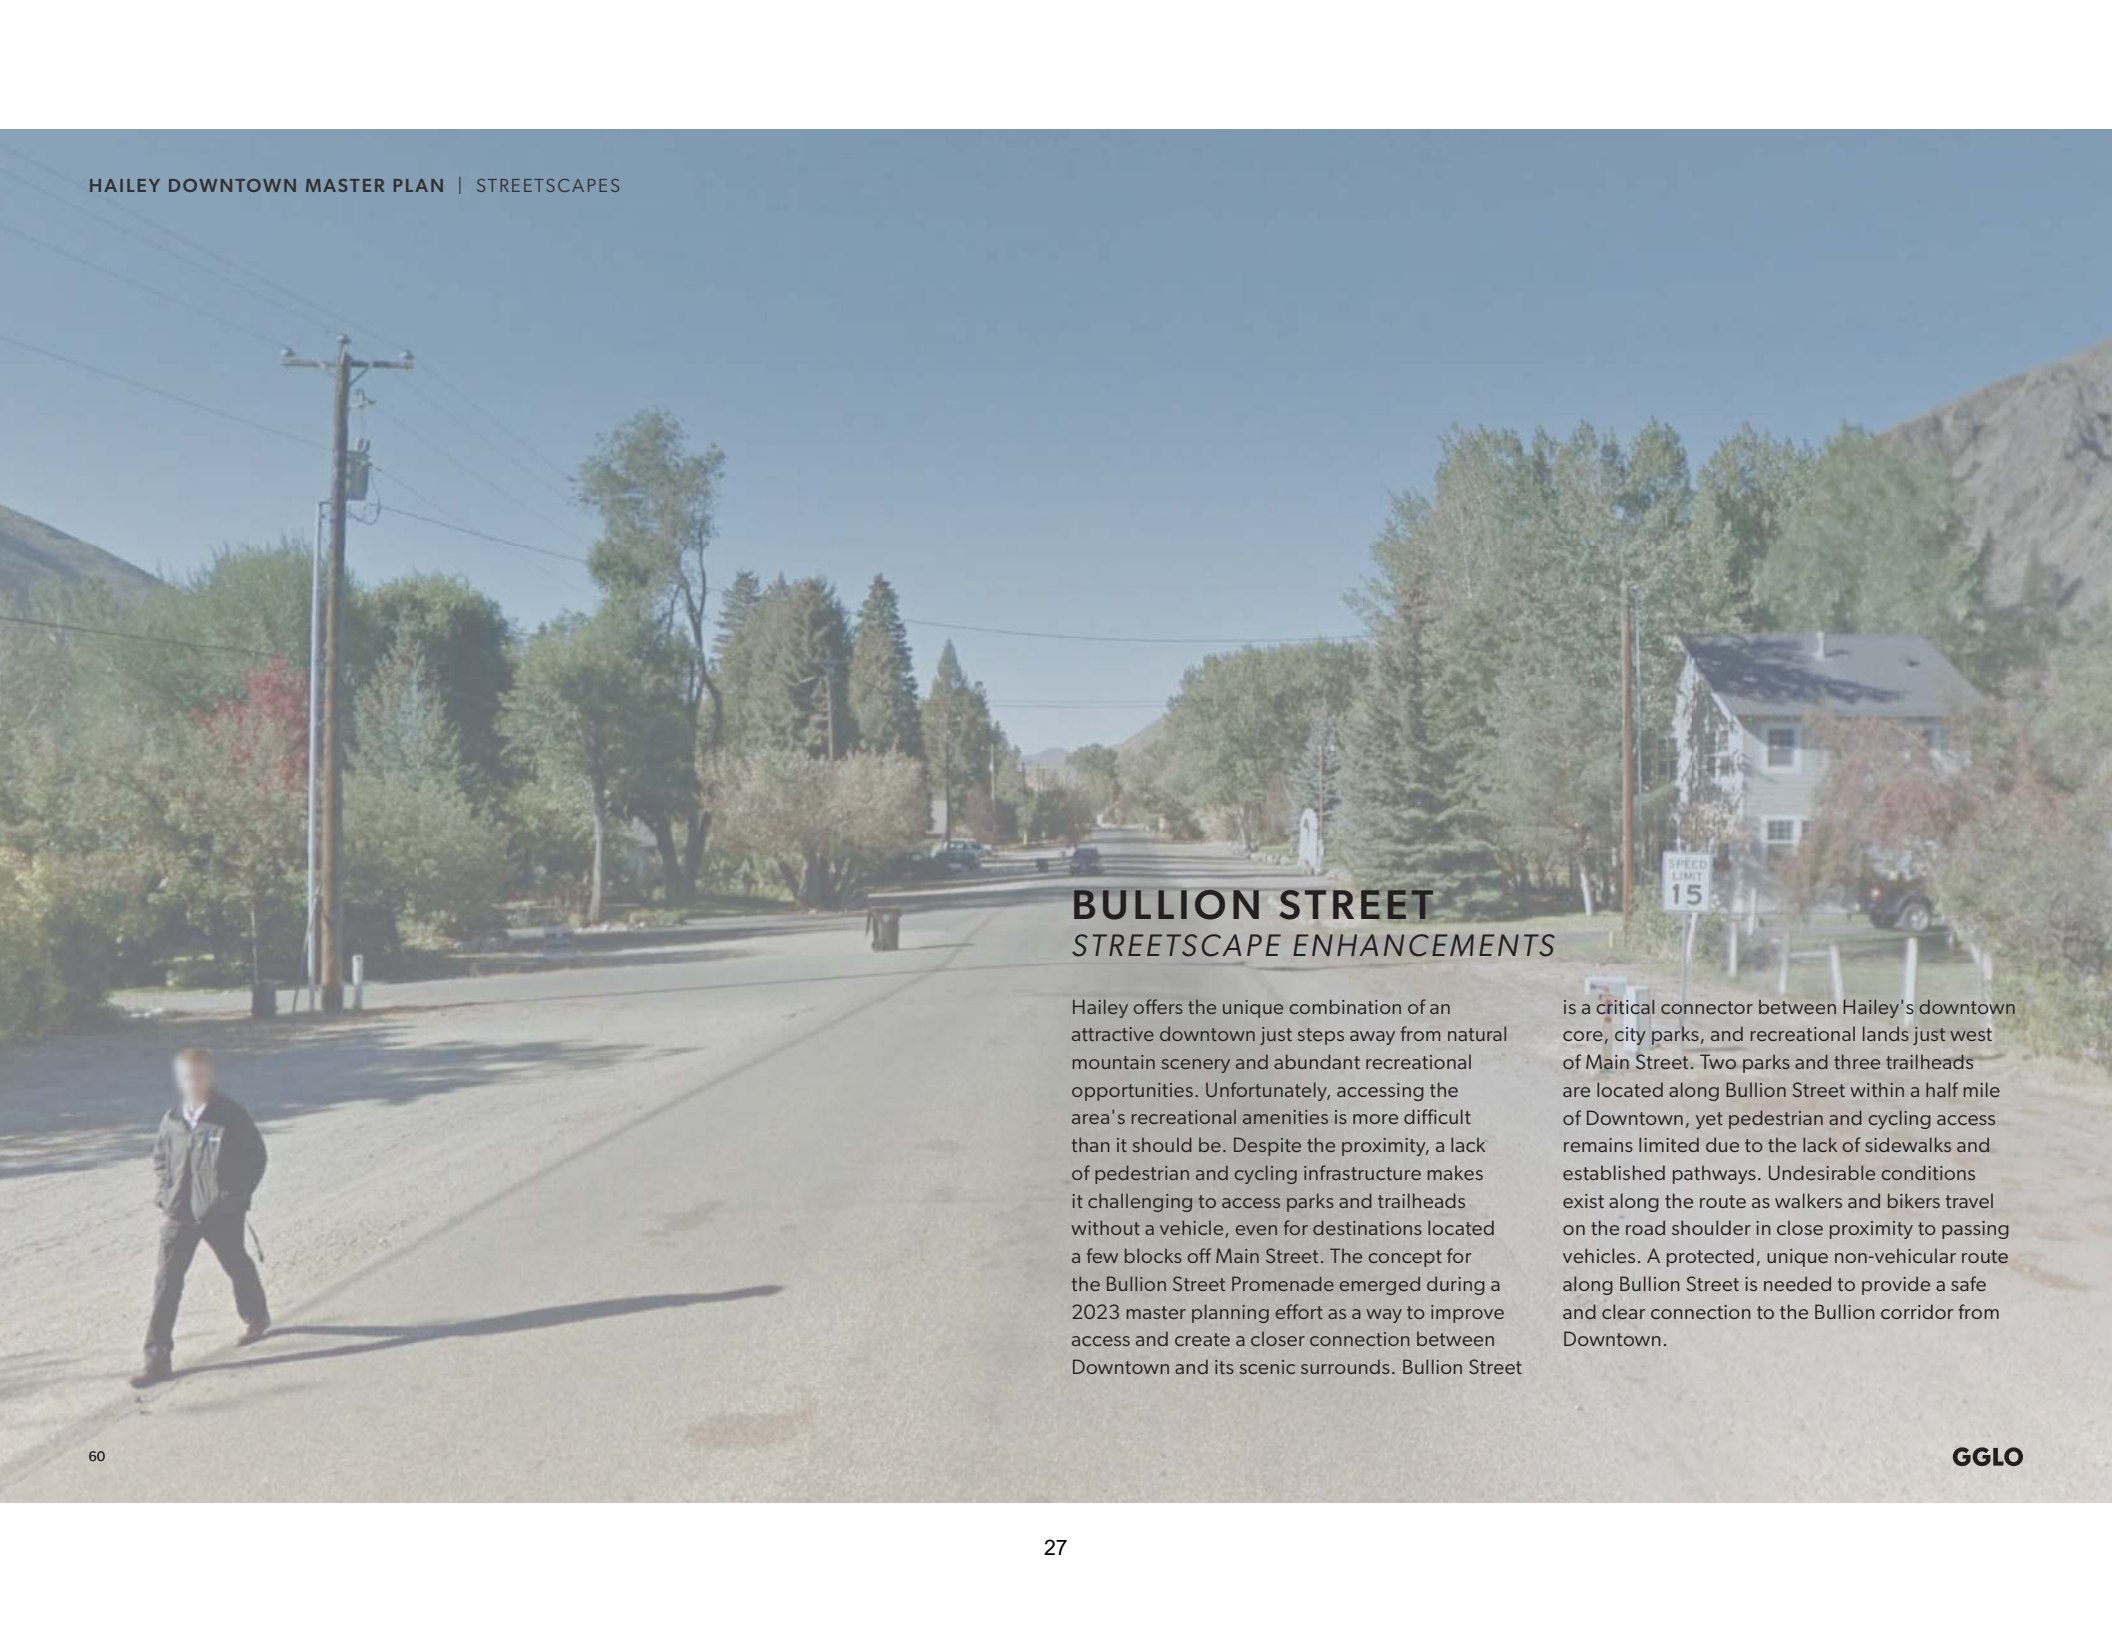 HAILEY DOWNTOWN MASTER PLAN | STREETSCAPES
SPEED
LIMIT
15
BULLION STREET
STREETSCAPE ENHANCEMENTS
Hailey offers the unique combination of an
attractive downtown just steps away from natural
mountain scenery and abundant recreational
opportunities. Unfortunately, accessing the
area's recreational amenities is more difficult
than it should be. Despite the proximity, a lack
of pedestrian and cycling infrastructure makes
it challenging to access parks and trailheads
without a vehicle, even for destinations located
a few blocks off Main Street. The concept for
the Bullion Street Promenade emerged during a
2023 master planning effort as a way to improve
access and create a closer connection between
Downtown and its scenic surrounds. Bullion Street
is a critical connector between Hailey's downtown
core, city parks, and recreational lands just west
of Main Street. Two parks and three trailheads
are located along Bullion Street within a half mile
of Downtown, yet pedestrian and cycling access
remains limited due to the lack of sidewalks and
established pathways. Undesirable conditions
exist along the route as walkers and bikers travel
on the road shoulder in close proximity to passing
vehicles. A protected, unique non-vehicular route
along Bullion Street is needed to provide a safe
and clear connection to the Bullion corridor from
Downtown.
60
GGLO
27